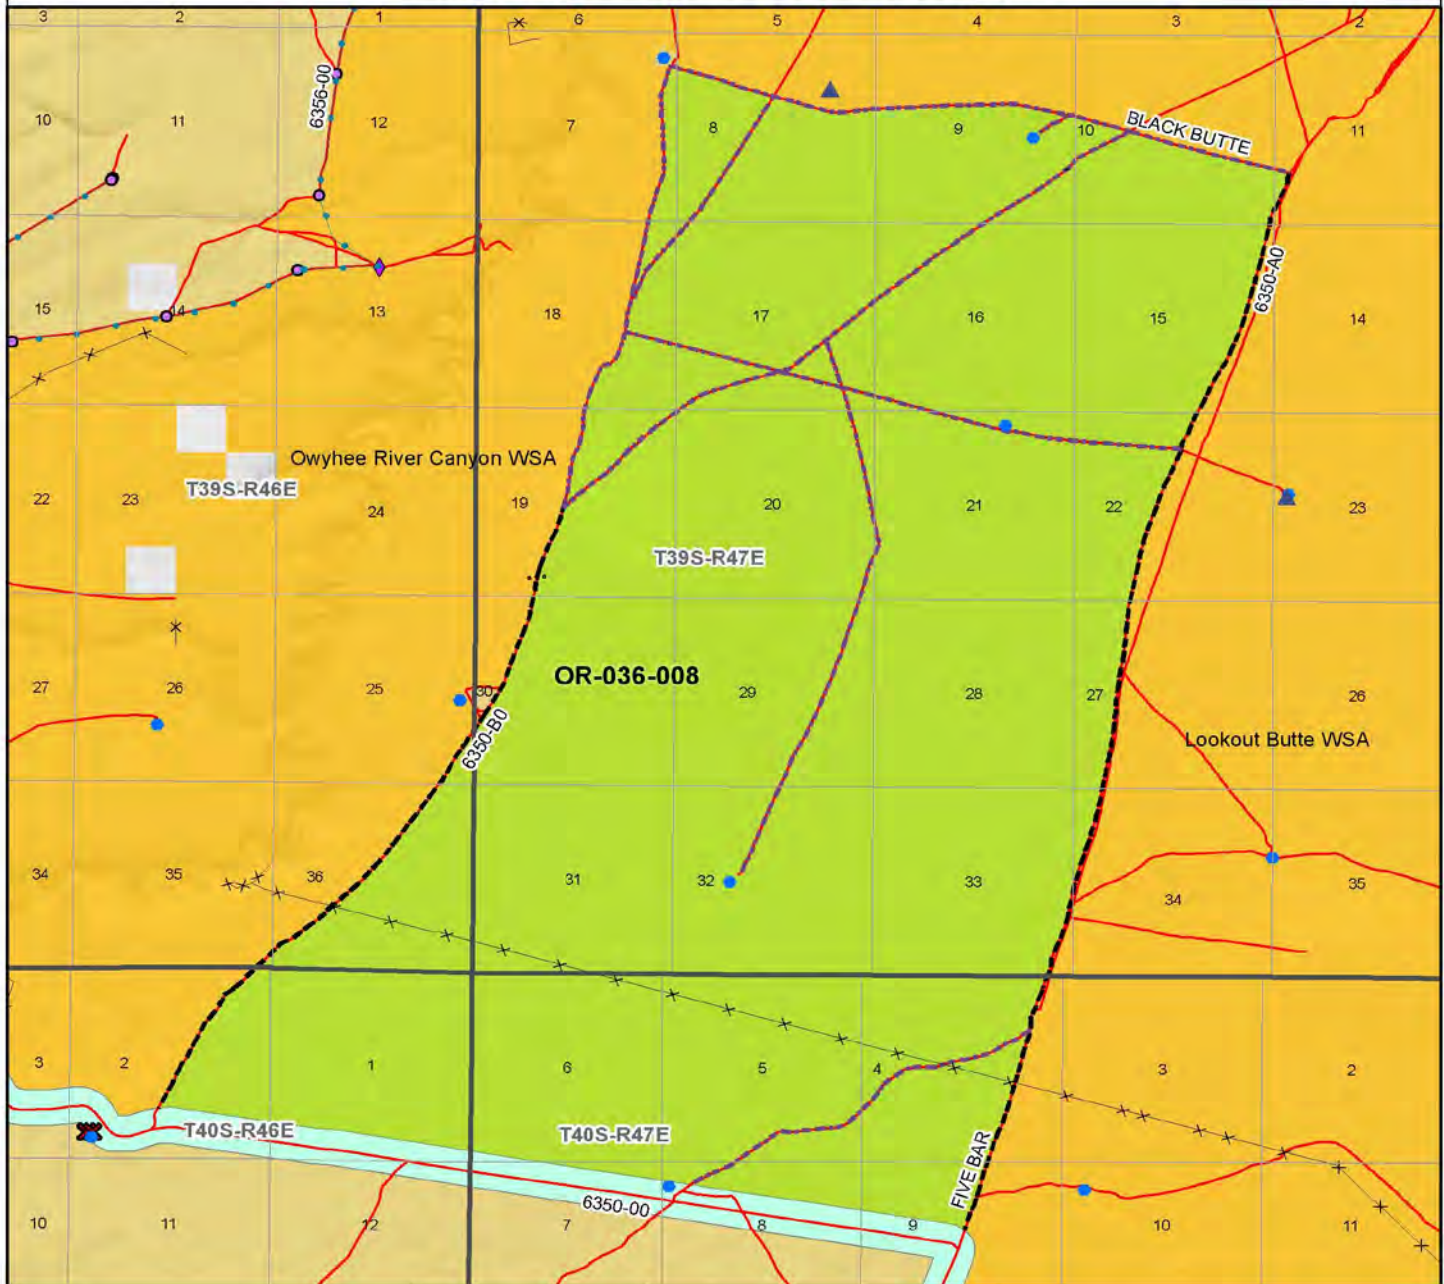 3 2 1 6 5 4 3 2
6356-00
10 11 12 7 8 9 10 BLACK BUTTE 11
15 14 13 18 17 16 15 6350-A0 14
Owyhee River Canyon WSA
T39S-R46E
22 23 24 19 20 21 22 23
T39S-R47E
OR-036-008
27 26 25 30 29 28 27 26
6350-B0
Lookout Butte WSA
34 35 36 31 32 33 34 35
3 2 1 6 5 4 3 2
T40S-R46E T40S-R47E
FIVE BAR
6350-00
10 11 12 7 8 9 10 11